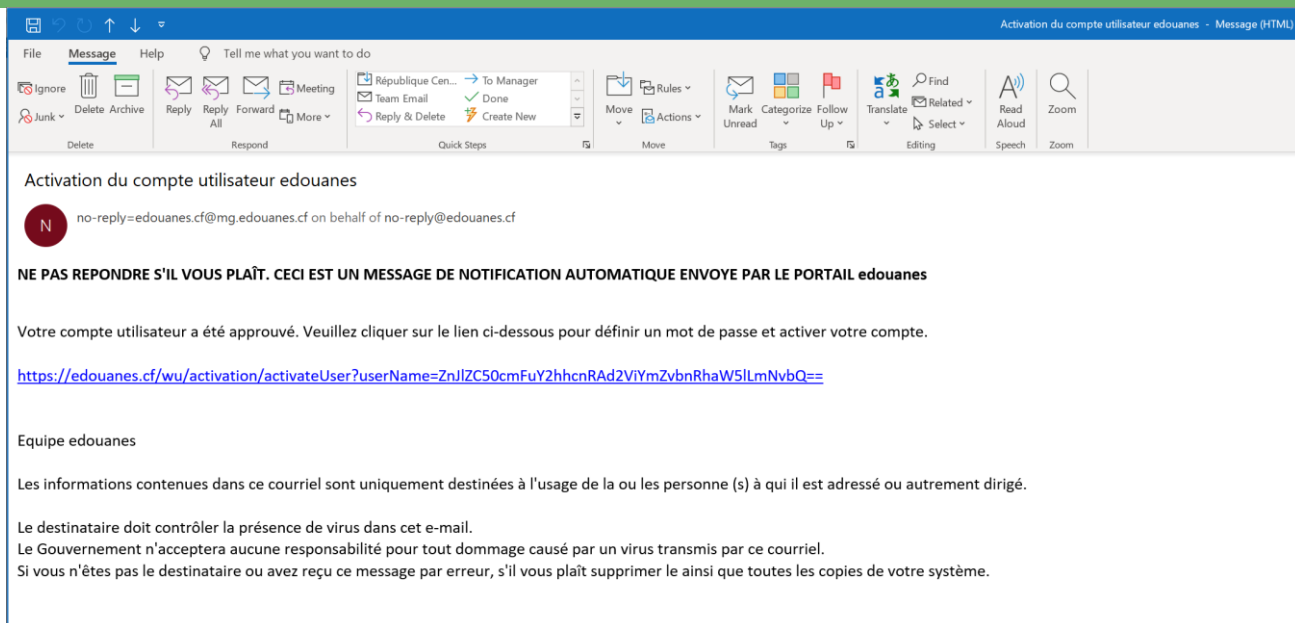 Activation du compte utilisateur edouanes - Message (HTML)
File Message Help Tell me what you want to do
Ignore
Junk
Delete Archive
Delete
Reply Reply All Forward
Meeting
More
Respond
République Cen... To Manager
Team Email Done
Reply & Delete Create New
Quick Steps
Move
Rules
Actions
Move
Mark Unread Categorize Follow Up
Tags
Translate
Find
Related
Select
Editing
Read Aloud
Speech
Zoom
Zoom
Activation du compte utilisateur edouanes
N
no-reply=edouanes.cf@mg.edouanes.cf on behalf of no-reply@edouanes.cf
NE PAS REPONDRE S'IL VOUS PLAÎT. CECI EST UN MESSAGE DE NOTIFICATION AUTOMATIQUE ENVOYE PAR LE PORTAIL edouanes
Votre compte utilisateur a été approuvé. Veuillez cliquer sur le lien ci-dessous pour définir un mot de passe et activer votre compte.
https://edouanes.cf/wu/activation/activateUser?userName=ZnJlZC50cmFuY2hhcnRAd2ViYmZvbnRhaW5lLmNvbQ==
Equipe edouanes
Les informations contenues dans ce courriel sont uniquement destinées à l'usage de la ou les personne (s) à qui il est adressé ou autrement dirigé.
Le destinataire doit contrôler la présence de virus dans cet e-mail.
Le Gouvernement n'acceptera aucune responsabilité pour tout dommage causé par un virus transmis par ce courriel.
Si vous n'êtes pas le destinataire ou avez reçu ce message par erreur, s'il vous plaît supprimer le ainsi que toutes les copies de votre système.